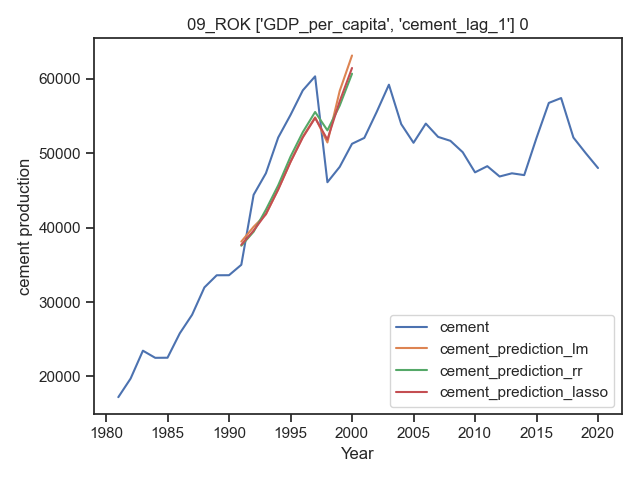 09_ROK ['GDP_per_capita', 'cement_lag_1'] 0
60000
50000
40000
30000
20000
cement production
1980 1985 1990 1995 2000 2005 2010 2015 2020
Year
cement
cement_prediction_lm
cement_prediction_rr
cement_prediction_lasso